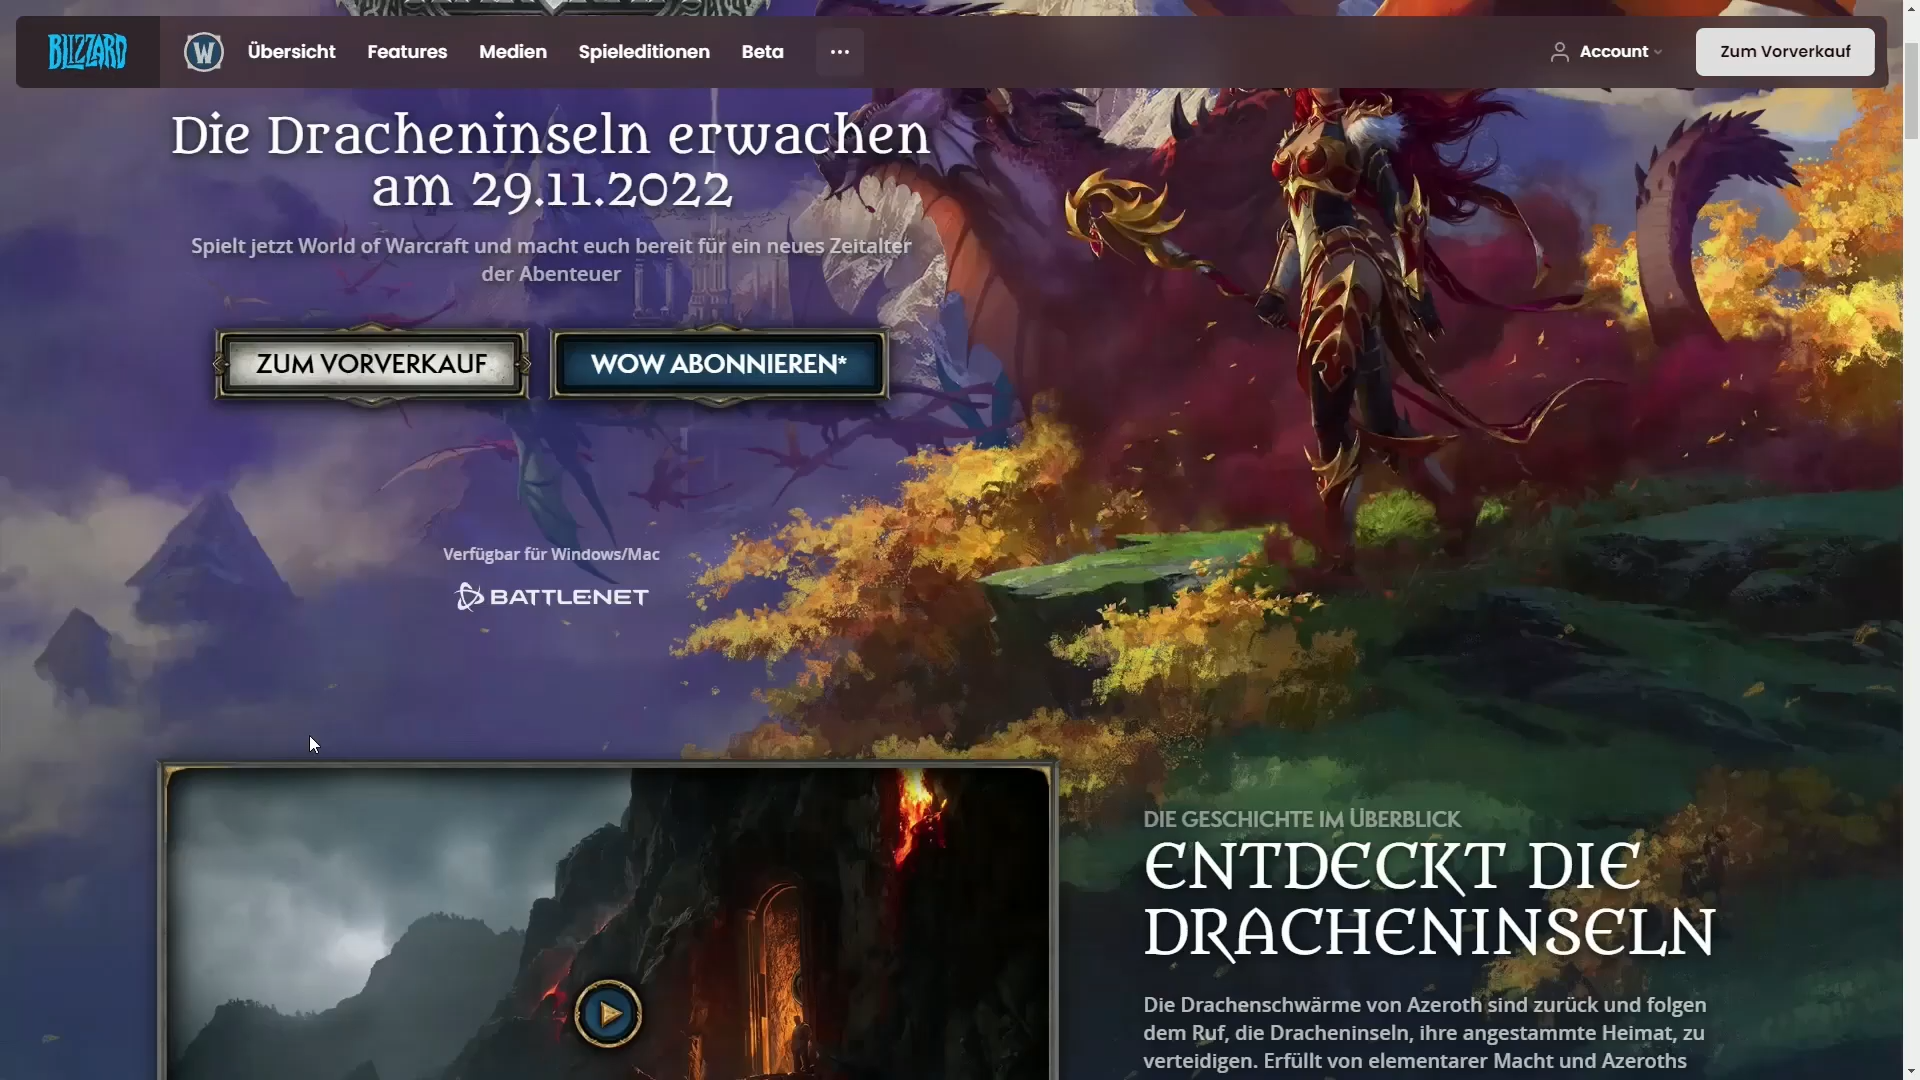 BLIZZARD
W
Übersicht
Features
Medien
Spieleditionen
Beta
Account
Zum Vorverkauf
Die Dracheninseln erwachen
am 29.11.2022
Spielt jetzt World of Warcraft und macht euch bereit für ein neues Zeitalter
der Abenteuer
ZUM VORVERKAUF
WOW ABONNIEREN*
Verfügbar für Windows/Mac
BATTLE.NET
DIE GESCHICHTE IM ÜBERBLICK
ENTDECKT DIE
DRACHENINSELN
Die Drachenschwärme von Azeroth sind zurück und folgen
dem Ruf, die Dracheninseln, ihre angestammte Heimat, zu
verteidigen. Erfüllt von elementarer Macht und Azeroths